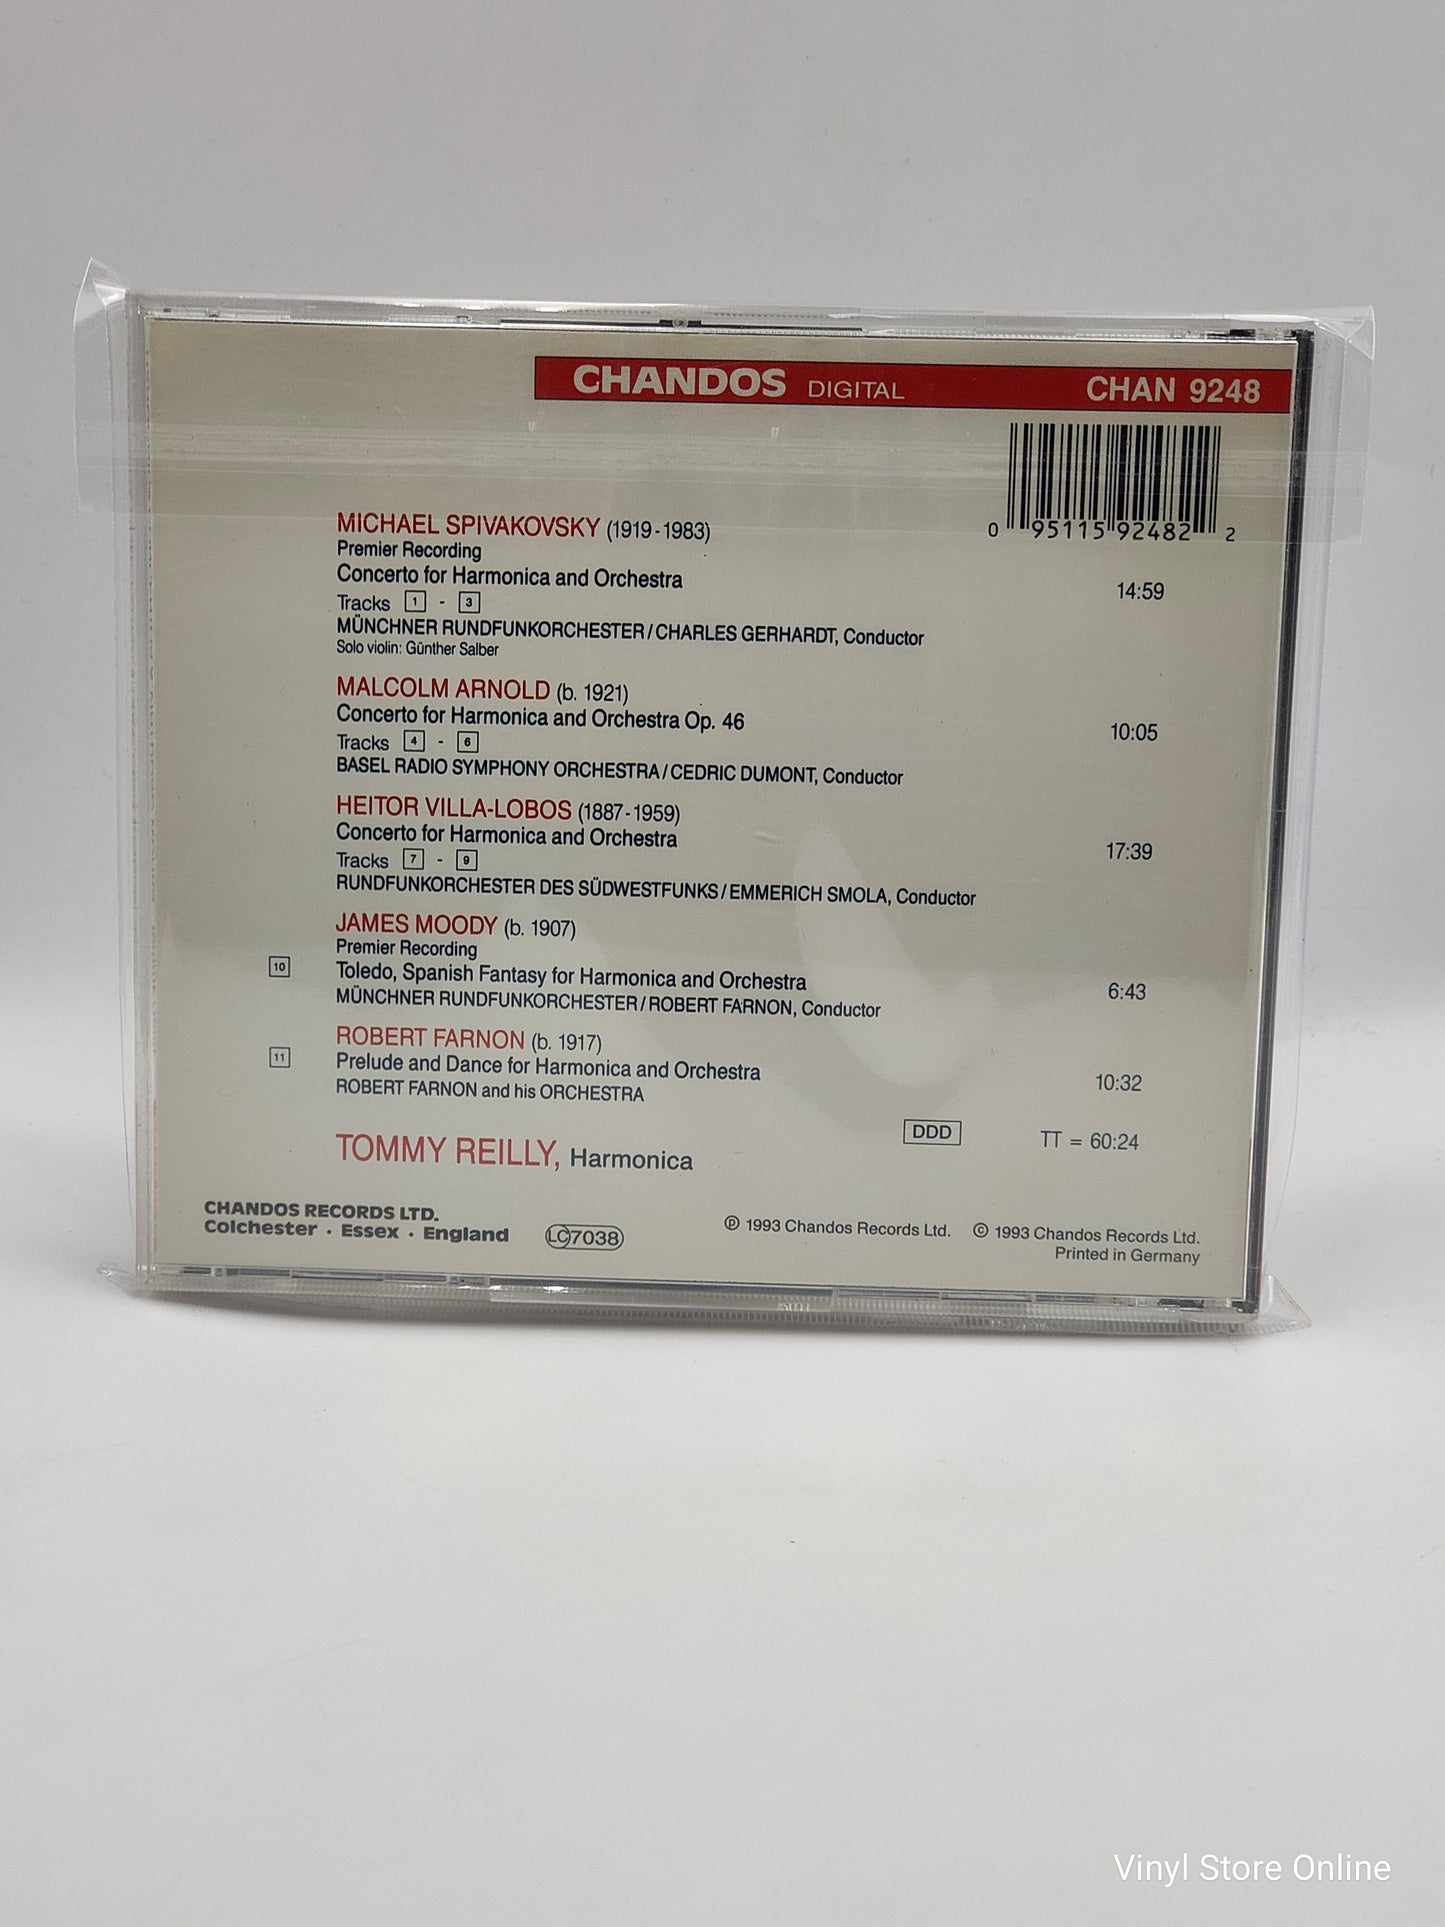 CHANDOS DIGITAL CHAN 9248
0 95115 92482 2
MICHAEL SPIVAKOVSKY (1919-1983)
Premier Recording
Concerto for Harmonica and Orchestra 14:59
Tracks 1 - 3
MÜNCHNER RUNDFUNKORCHESTER/CHARLES GERHARDT, Conductor
Solo violin: Günther Salber
MALCOLM ARNOLD (b. 1921)
Concerto for Harmonica and Orchestra Op. 46 10:05
Tracks 4 - 6
BASEL RADIO SYMPHONY ORCHESTRA/CEDRIC DUMONT, Conductor
HEITOR VILLA-LOBOS (1887-1959)
Concerto for Harmonica and Orchestra 17:39
Tracks 7 - 9
RUNDFUNKORCHESTER DES SÜDWESTFUNKS/EMMERICH SMOLA, Conductor
JAMES MOODY (b. 1907)
Premier Recording
10 Toledo, Spanish Fantasy for Harmonica and Orchestra 6:43
MÜNCHNER RUNDFUNKORCHESTER/ROBERT FARNON, Conductor
ROBERT FARNON (b. 1917)
11 Prelude and Dance for Harmonica and Orchestra 10:32
ROBERT FARNON and his ORCHESTRA
DDD TT = 60:24
TOMMY REILLY, Harmonica
CHANDOS RECORDS LTD.
Colchester · Essex · England LC 7038
℗ 1993 Chandos Records Ltd. © 1993 Chandos Records Ltd.
Printed in Germany
Vinyl Store Online